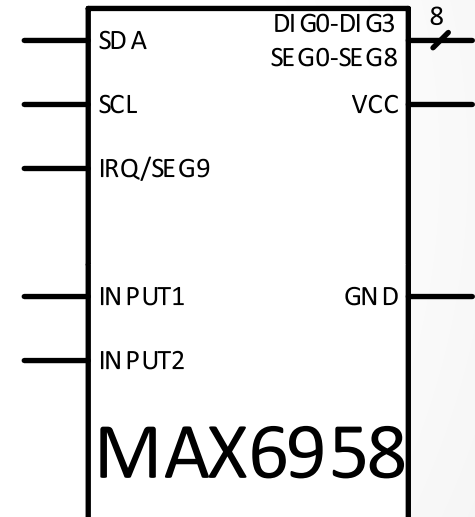 8
DIG0-DIG3
SDA
SEG0-SEG8
SCL
VCC
IRQ/SEG9
INPUT1
GND
INPUT2
MAX6958